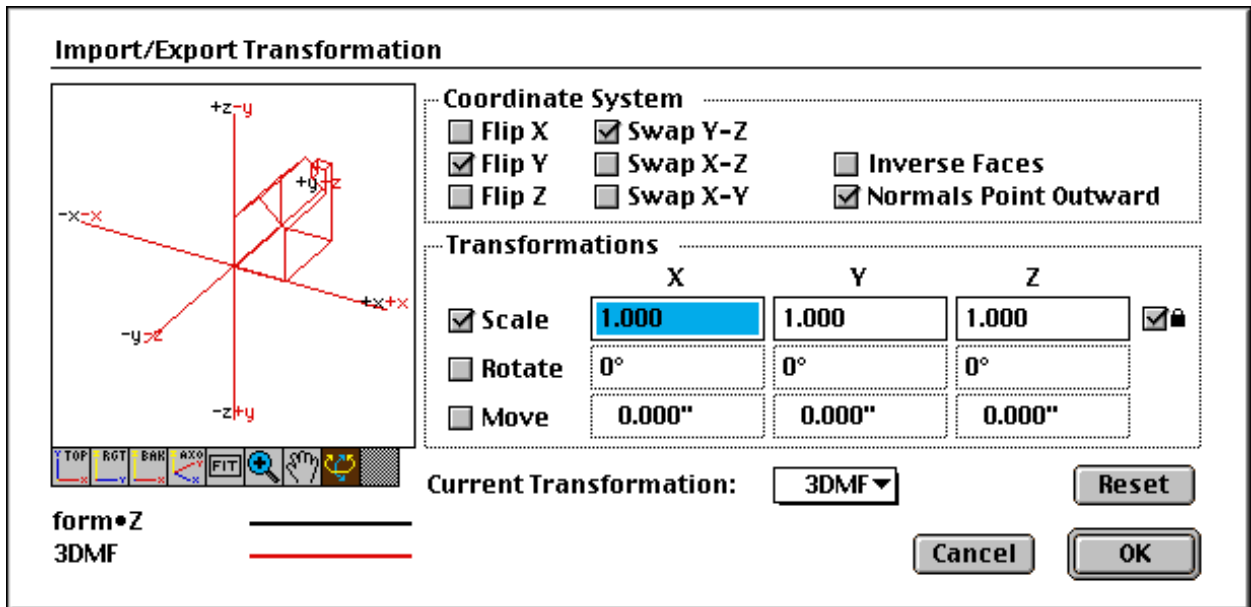 Import/Export Transformation
+z-y
+y+z
-x-x
+x+x
-y-z
-z+y
Y TOP X
RGT Y
BAK X
AXO Y X
FIT
form•Z
3DMF
Coordinate System
Flip X Swap Y-Z
Flip Y Swap X-Z Inverse Faces
Flip Z Swap X-Y Normals Point Outward
Transformations
X Y Z
Scale 1.000 1.000 1.000
Rotate 0° 0° 0°
Move 0.000" 0.000" 0.000"
Current Transformation: 3DMF Reset
Cancel OK